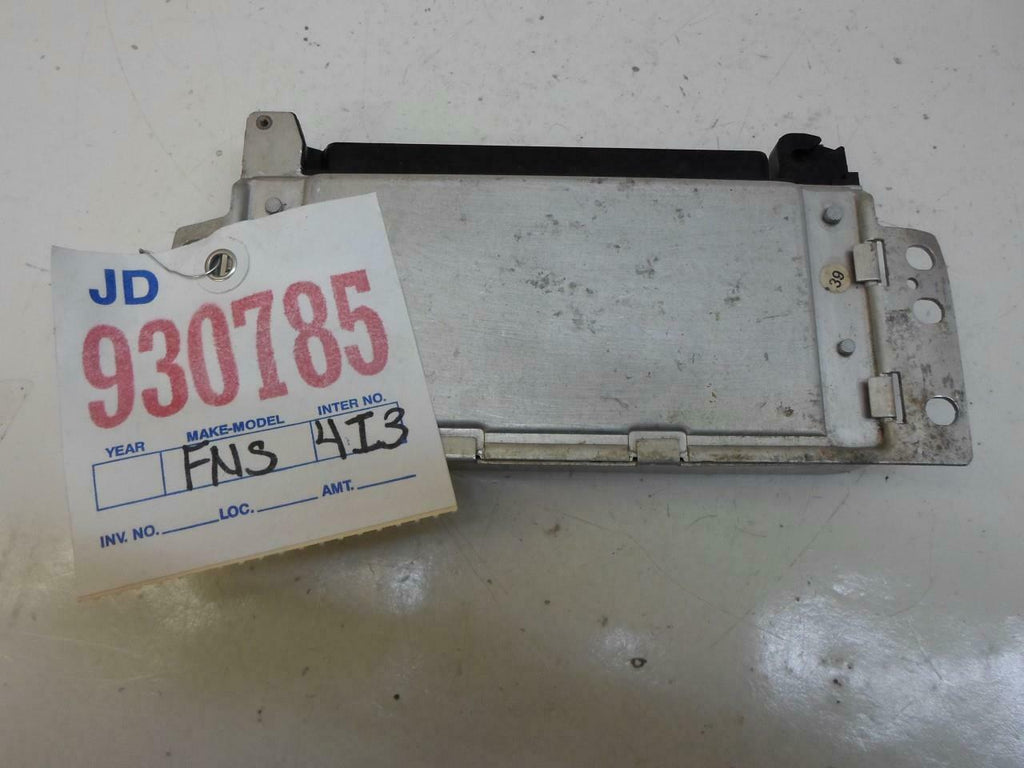 JD
930785
YEAR MAKE-MODEL INTER NO.
FNS 4I3
INV. NO. LOC. AMT.
39